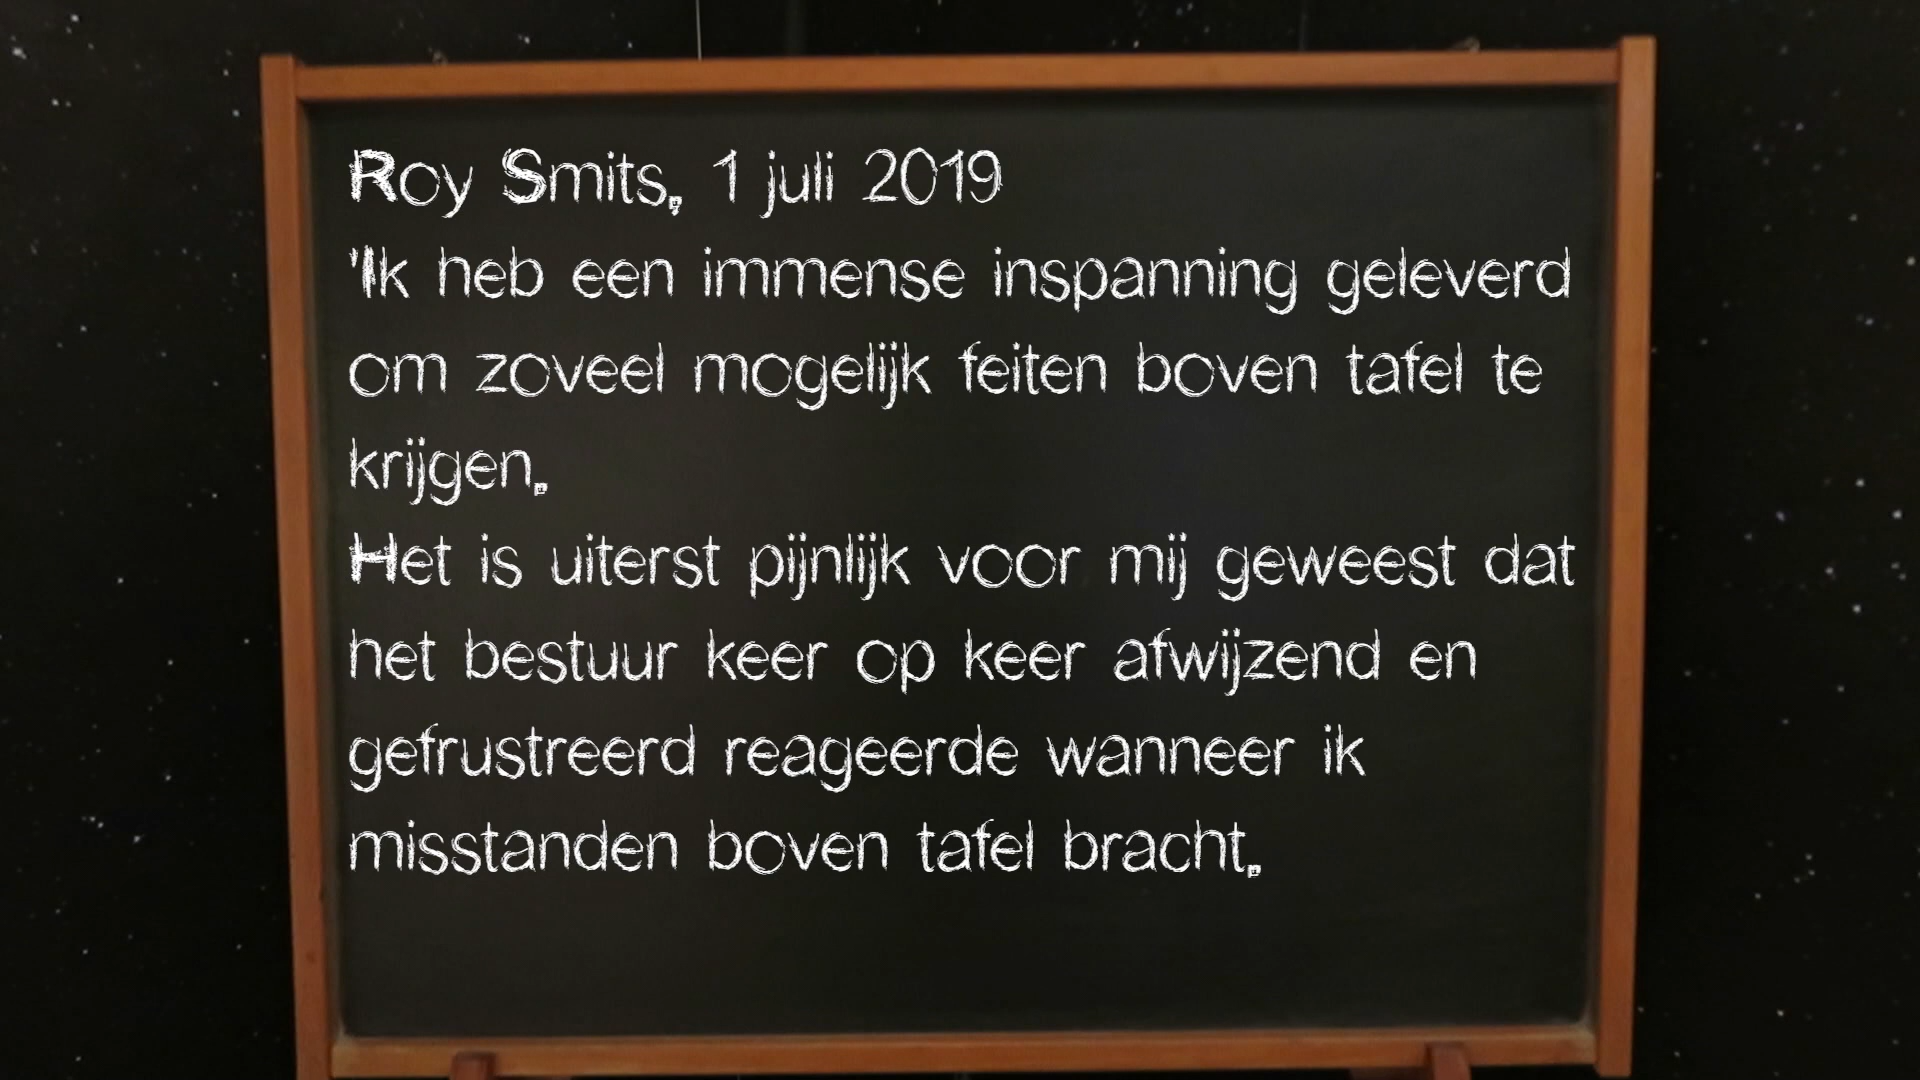 Roy Smits, 1 juli 2019
'Ik heb een immense inspanning geleverd
om zoveel mogelijk feiten boven tafel te
krijgen.
Het is uiterst pijnlijk voor mij geweest dat
het bestuur keer op keer afwijzend en
gefrustreerd reageerde wanneer ik
misstanden boven tafel bracht.